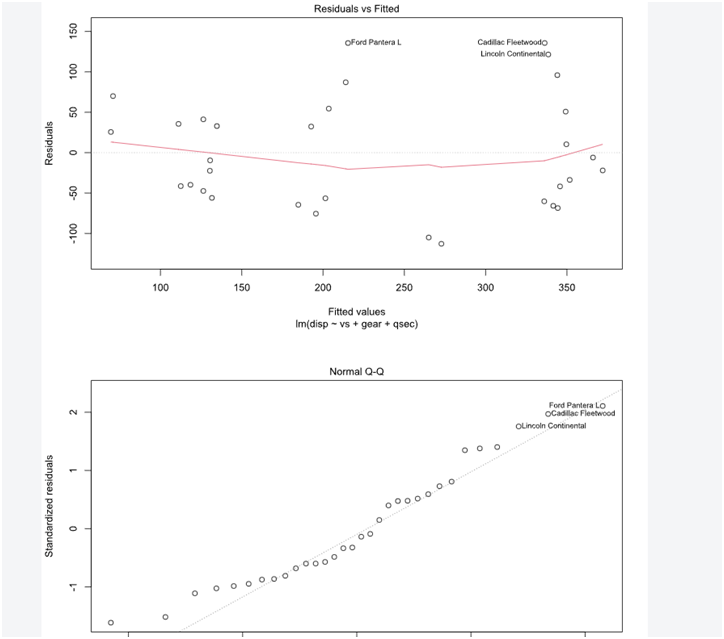 Residuals vs Fitted
150
100
50
0
-50
-100
Residuals
Ford Pantera L
Cadillac Fleetwood
Lincoln Continental
100
150
200
250
300
350
Fitted values
lm(disp ~ vs + gear + qsec)
Normal Q-Q
2
1
0
-1
Standardized residuals
Ford Pantera L
Cadillac Fleetwood
Lincoln Continental